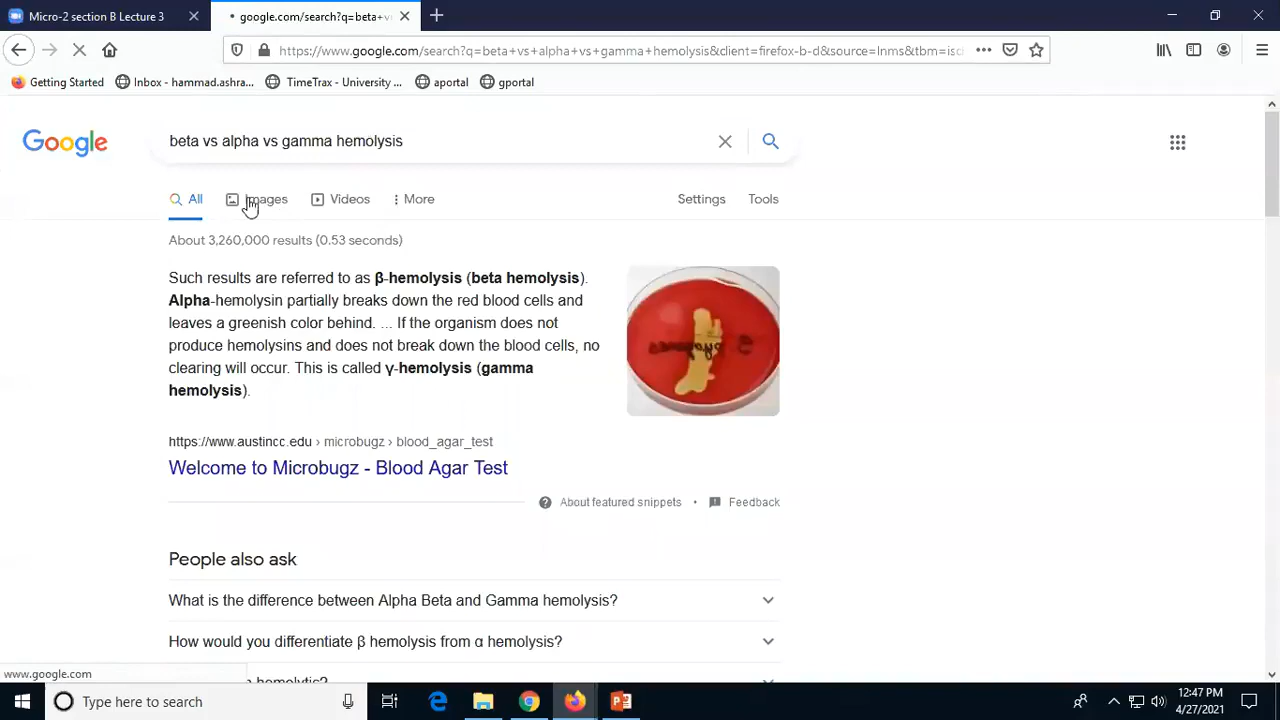 Micro-2 section B Lecture 3
google.com/search?q=beta+v
https://www.google.com/search?q=beta+vs+alpha+vs+gamma+hemolysis&client=firefox-b-d&source=lnms&tbm=isc
Getting Started
Inbox - hammad.ashra...
TimeTrax - University ...
aportal
gportal
Google
beta vs alpha vs gamma hemolysis
All
Images
Videos
More
Settings
Tools
About 3,260,000 results (0.53 seconds)
Such results are referred to as β-hemolysis (beta hemolysis).
Alpha-hemolysin partially breaks down the red blood cells and
leaves a greenish color behind. ... If the organism does not
produce hemolysins and does not break down the blood cells, no
clearing will occur. This is called γ-hemolysis (gamma
hemolysis).
https://www.austincc.edu › microbugz › blood_agar_test
Welcome to Microbugz - Blood Agar Test
About featured snippets
• Feedback
People also ask
What is the difference between Alpha Beta and Gamma hemolysis?
How would you differentiate β hemolysis from α hemolysis?
www.google.com
Type here to search
12:47 PM
4/27/2021